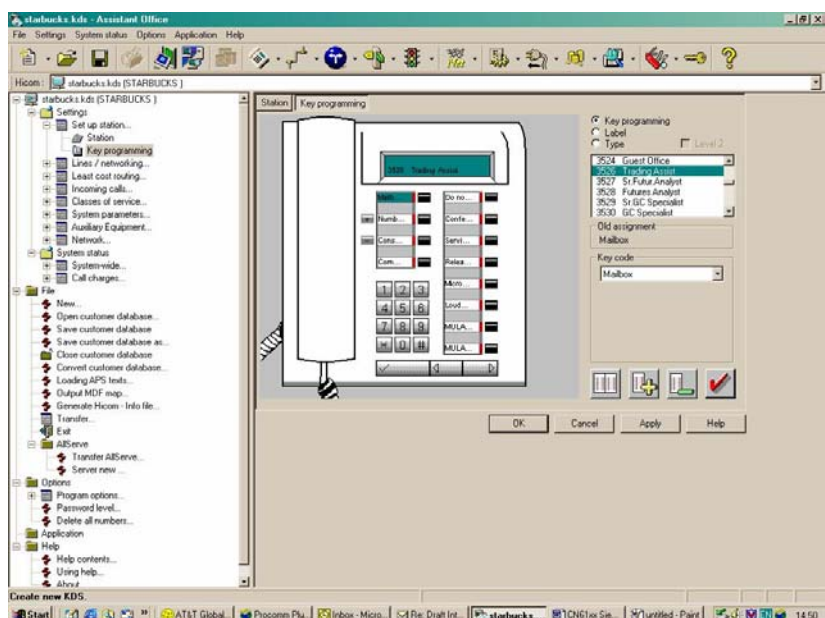 starbucks.kds - Assistant Office
File Settings System status Options Application Help
Hicom: starbucks.kds (STARBUCKS )
starbucks.kds (STARBUCKS )
Settings
Set up station...
Station
Key programming
Lines / networking...
Least cost routing...
Incoming calls...
Classes of service...
System parameters...
Auxiliary Equipment...
Network...
System status
System-wide...
Call charges...
File
New...
Open customer database...
Save customer database
Save customer database as...
Close customer database
Convert customer database...
Loading APS texts...
Output MDF map...
Generate Hicom - Info file...
Transfer...
Exit
AllServe
Transfer AllServe...
Server new ...
Options
Program options...
Password level...
Delete all numbers...
Application
Help
Help contents...
Using help...
About
Station Key programming
3526 Trading Assist
Do no...
Numb... Confe...
Cons... Servi...
Com... Relea...
Micro...
Loud...
MULA...
MULA...
1 2 3
4 5 6
7 8 9
* 0 #
Key programming
Label
Type Level 2
3524 Guest Office
3526 Trading Assist
3527 Sr.Futur.Analyst
3528 Futures Analyst
3529 Sr.GC Specialist
3530 GC Specialist
Old assignment
Mailbox
Key code
Mailbox
OK Cancel Apply Help
Create new KDS.
Start AT&T Global... Procomm Plu... Inbox - Micro... Re: Draft Int... starbucks... CN61xx Sie... untitled - Paint 14:50